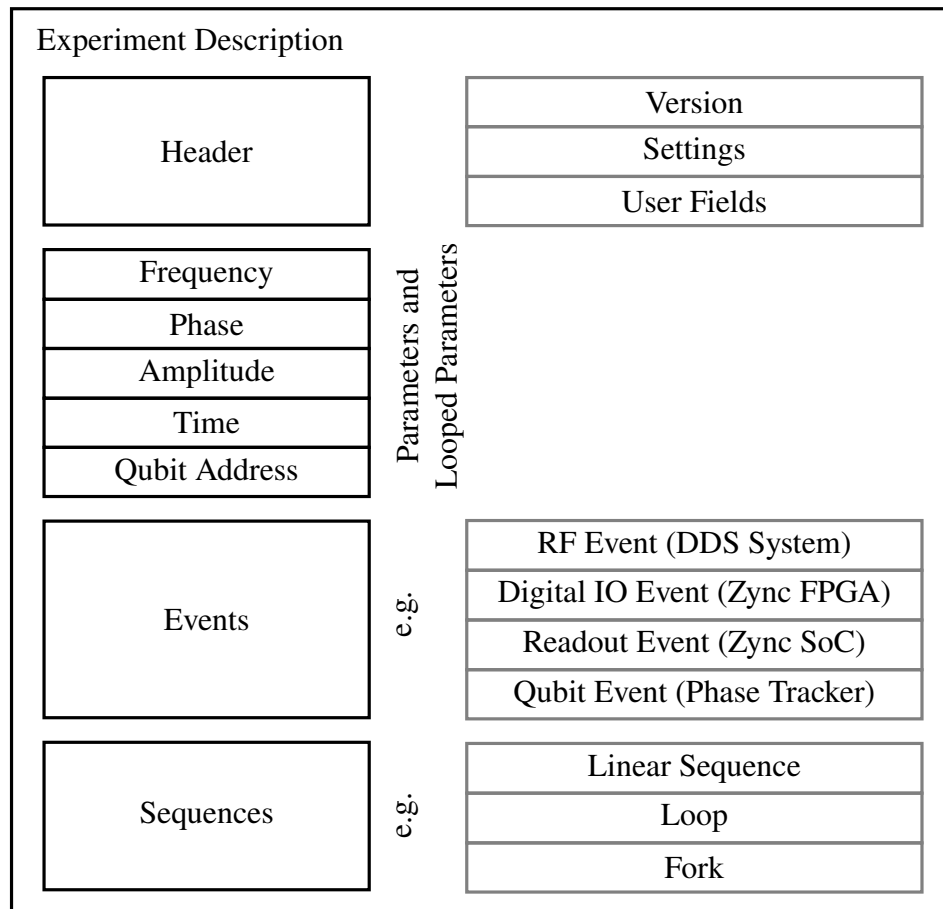 Experiment Description
Header
Version
Settings
User Fields
Frequency
Phase
Amplitude
Time
Qubit Address
Parameters and
Looped Parameters
Events
e.g.
RF Event (DDS System)
Digital IO Event (Zync FPGA)
Readout Event (Zync SoC)
Qubit Event (Phase Tracker)
Sequences
e.g.
Linear Sequence
Loop
Fork